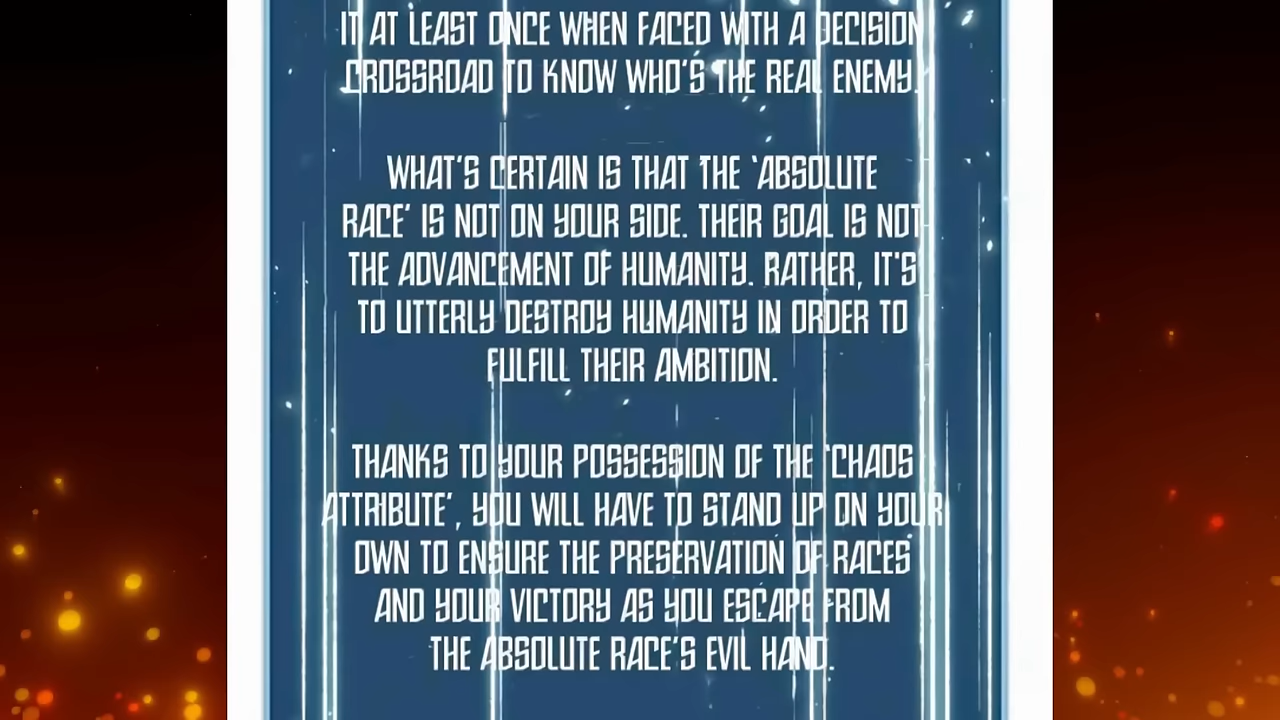 IT AT LEAST ONCE WHEN FACED WITH A DECISION
CROSSROAD TO KNOW WHO'S THE REAL ENEMY.
WHAT'S CERTAIN IS THAT THE 'ABSOLUTE
RACE' IS NOT ON YOUR SIDE. THEIR GOAL IS NOT
THE ADVANCEMENT OF HUMANITY. RATHER, IT'S
TO UTTERLY DESTROY HUMANITY IN ORDER TO
FULFILL THEIR AMBITION.
THANKS TO YOUR POSSESSION OF THE 'CHAOS
ATTRIBUTE', YOU WILL HAVE TO STAND UP ON YOUR
OWN TO ENSURE THE PRESERVATION OF RACES
AND YOUR VICTORY AS YOU ESCAPE FROM
THE ABSOLUTE RACE'S EVIL HAND.